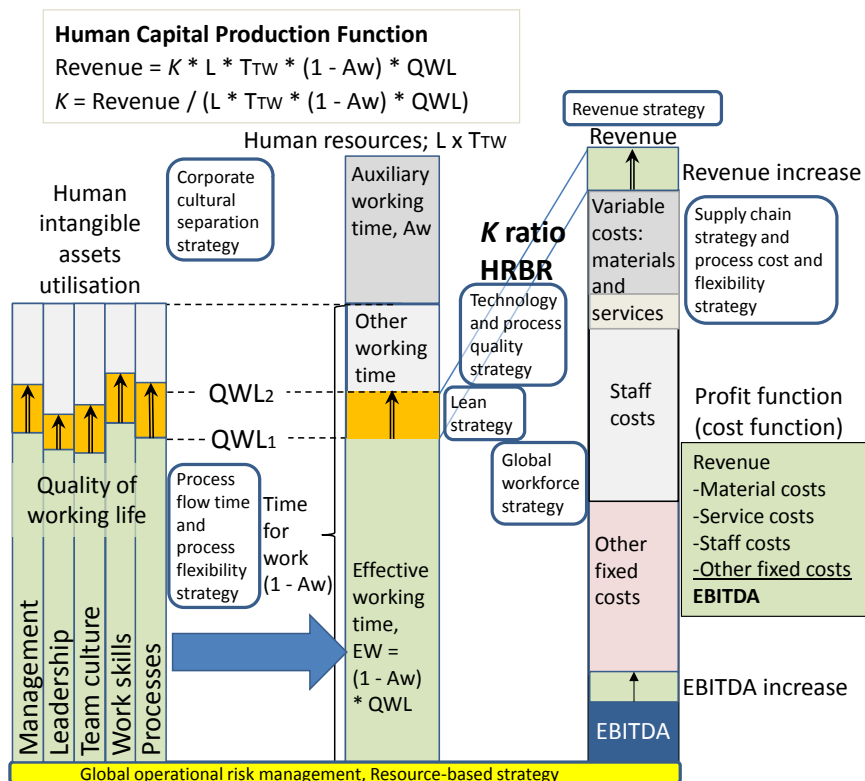 Human Capital Production Function
Revenue = K * L * TTW * (1 - Aw) * QWL
K = Revenue / (L * TTW * (1 - Aw) * QWL)
Human resources; L x TTW
Revenue strategy
Revenue
Revenue increase
Human
intangible
assets
utilisation
Corporate
cultural
separation
strategy
Auxiliary
working
time, Aw
K ratio
HRBR
Variable
costs:
materials
and
services
Supply chain
strategy and
process cost and
flexibility
strategy
Technology
and process
quality
strategy
Other
working
time
QWL2
QWL1
Lean
strategy
Staff
costs
Global
workforce
strategy
Profit function
(cost function)
Revenue
-Material costs
-Service costs
-Staff costs
-Other fixed costs
EBITDA
Quality of
working life
Process
flow time
and
process
flexibility
strategy
Time
for
work
(1 - Aw)
Effective
working
time,
EW =
(1 - Aw)
* QWL
Other
fixed
costs
Management
Leadership
Team culture
Work skills
Processes
EBITDA increase
EBITDA
Global operational risk management, Resource-based strategy